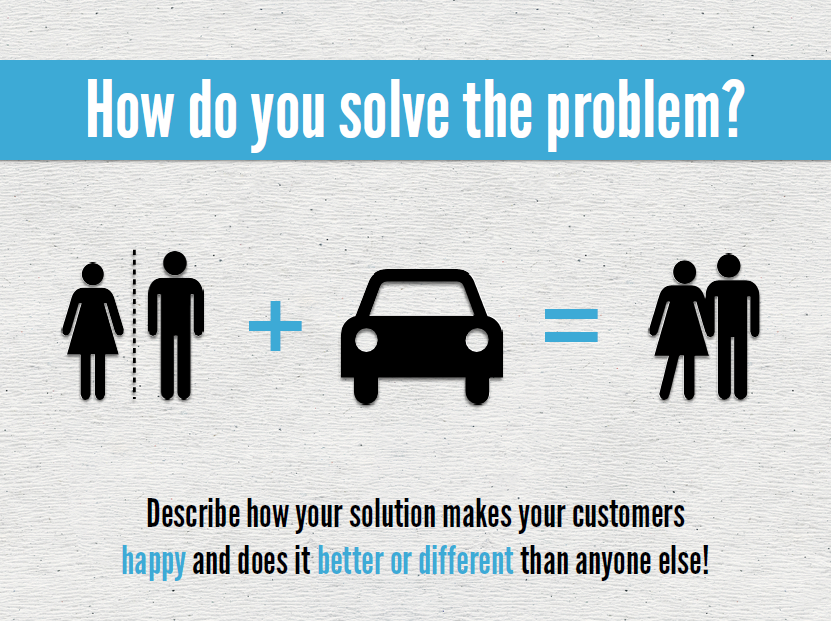 How do you solve the problem?
+
=
Describe how your solution makes your customers
happy and does it better or different than anyone else!